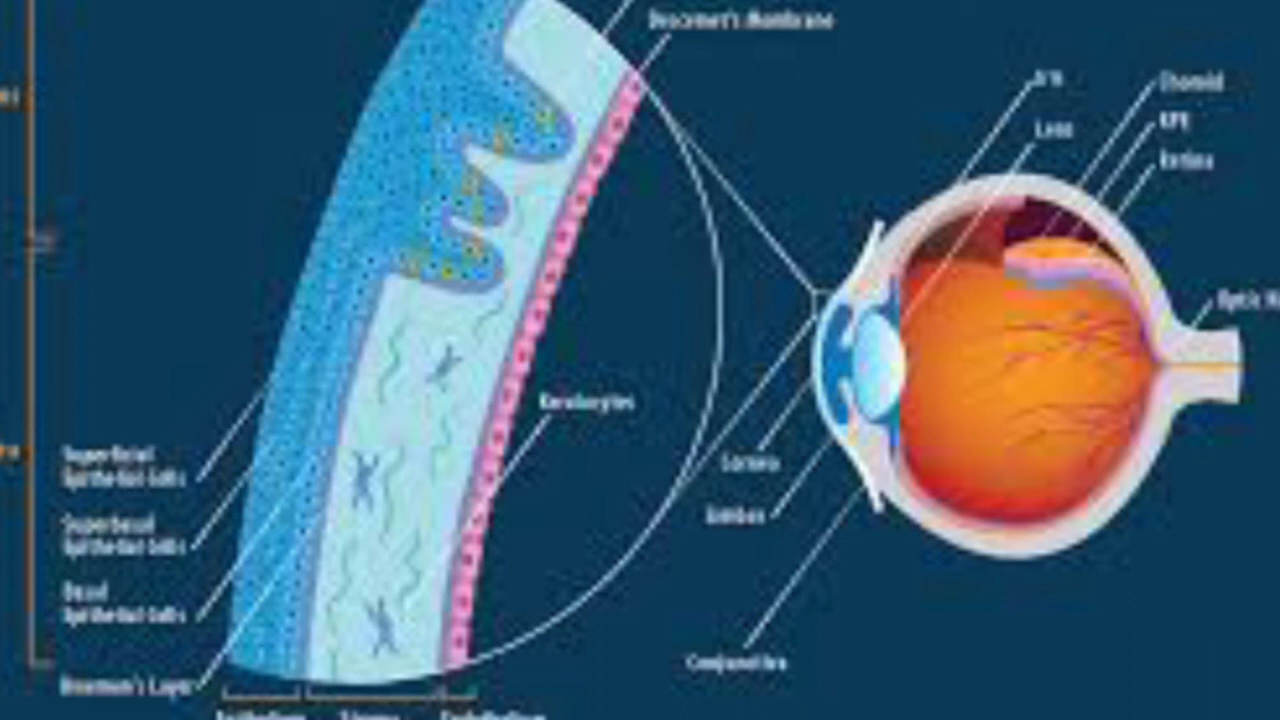 Descemet's Membrane
Iris
Lens
Choroid
RPE
Retina
Optic N
Keratocytes
Cornea
Limbus
Conjunctiva
Superficial
Epithelial Cells
Suprabasal
Epithelial Cells
Basal
Epithelial Cells
Bowman's Layer
Epithelium
Stroma
Endothelium